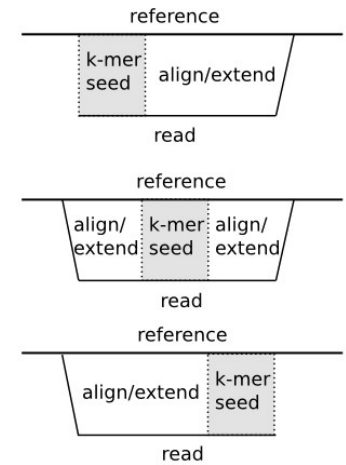 reference
k-mer
seed
align/extend
read
reference
align/
extend
k-mer
seed
align/
extend
read
reference
align/extend
k-mer
seed
read